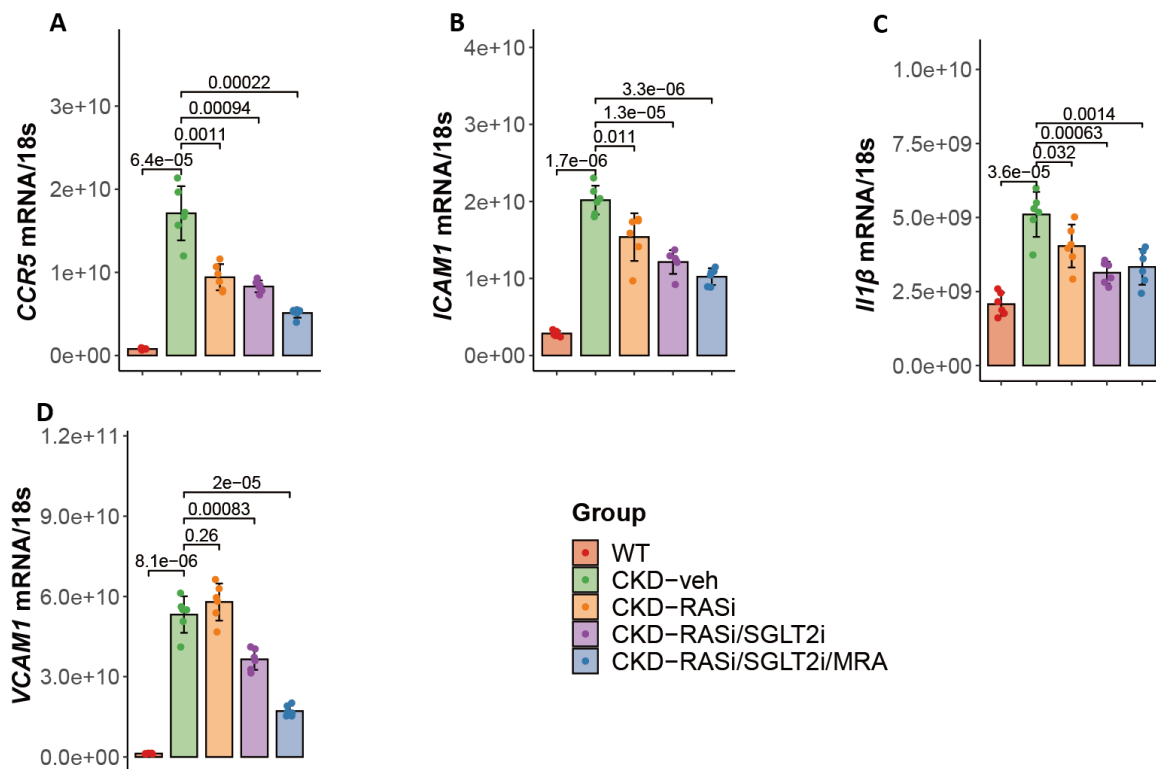 A
CCR5 mRNA/18s
3e+10
2e+10
1e+10
0e+00
0.00022
0.00094
0.0011
6.4e−05
B
ICAM1 mRNA/18s
4e+10
3e+10
2e+10
1e+10
0e+00
3.3e−06
1.3e−05
0.011
1.7e−06
C
Il1β mRNA/18s
1.0e+10
7.5e+09
5.0e+09
2.5e+09
0.0e+00
0.0014
0.00063
0.032
3.6e−05
D
VCAM1 mRNA/18s
1.2e+11
9.0e+10
6.0e+10
3.0e+10
0.0e+00
2e−05
0.00083
0.26
8.1e−06
Group
WT
CKD−veh
CKD−RASi
CKD−RASi/SGLT2i
CKD−RASi/SGLT2i/MRA